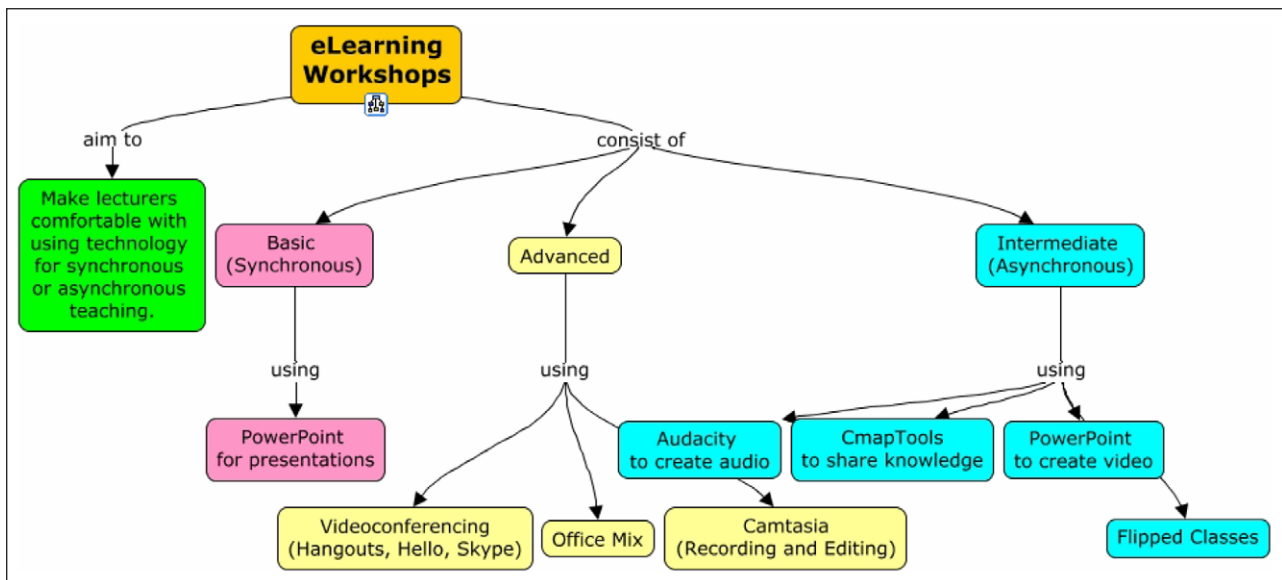 eLearning
Workshops
aim to
consist of
Make lecturers
comfortable with
using technology
for synchronous
or asynchronous
teaching.
Basic
(Synchronous)
Advanced
Intermediate
(Asynchronous)
using
using
using
PowerPoint
for presentations
Audacity
to create audio
CmapTools
to share knowledge
PowerPoint
to create video
Videoconferencing
(Hangouts, Hello, Skype)
Office Mix
Camtasia
(Recording and Editing)
Flipped Classes